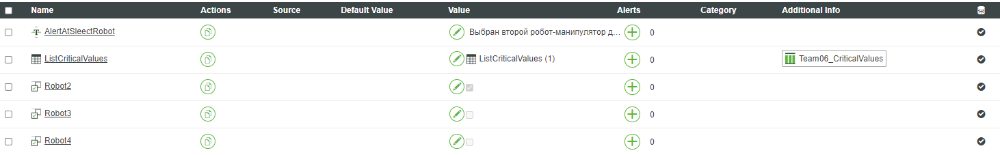 Name Actions Source Default Value Value Alerts Category Additional Info
AlertAtSleectRobot Выбран второй робот-манипулятор д... 0
ListCriticalValues ListCriticalValues (1) 0 Team06_CriticalValues
Robot2 0
Robot3 0
Robot4 0